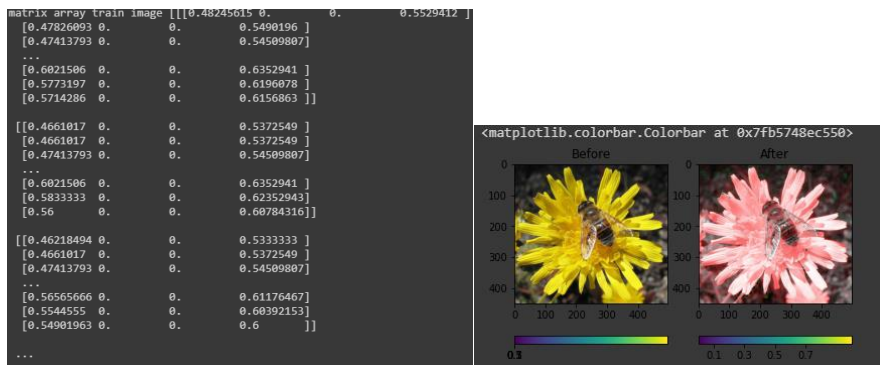 matrix array train image [[[0.48245615 0. 0. 0.5529412 ]
[0.47826093 0. 0. 0.5490196 ]
[0.47413793 0. 0. 0.54509807]
...
[0.6021506 0. 0. 0.6352941 ]
[0.5773197 0. 0. 0.6196078 ]
[0.5714286 0. 0. 0.6156863 ]]
[[0.4661017 0. 0. 0.5372549 ]
[0.4661017 0. 0. 0.5372549 ]
[0.47413793 0. 0. 0.54509807]
...
[0.6021506 0. 0. 0.6352941 ]
[0.5833333 0. 0. 0.62352943]
[0.56 0. 0. 0.60784316]]
[[0.46218494 0. 0. 0.5333333 ]
[0.4661017 0. 0. 0.5372549 ]
[0.47413793 0. 0. 0.54509807]
...
[0.56565666 0. 0. 0.61176467]
[0.5544555 0. 0. 0.60392153]
[0.54901963 0. 0. 0.6 ]]
...
<matplotlib.colorbar.Colorbar at 0x7fb5748ec550>
Before After
0 0
100 100
200 200
300 300
400 400
0 100 200 300 400 0 100 200 300 400
0.1 0.3 0.5 0.7